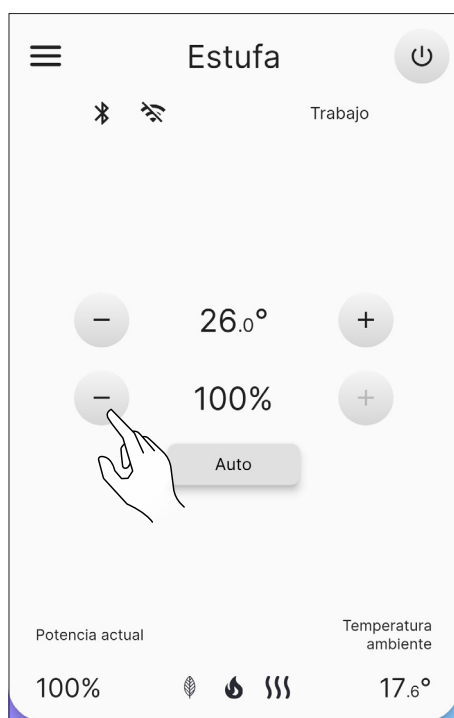 Estufa
Trabajo
− 26.0° +
− 100% +
Auto
Potencia actual
Temperatura
ambiente
100%
17.6°